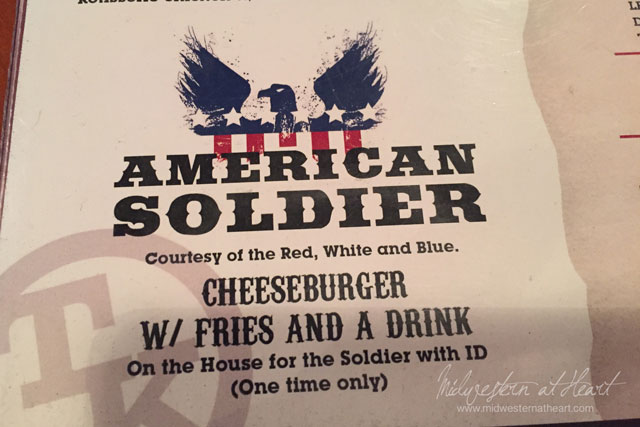 AMERICAN
SOLDIER
Courtesy of the Red, White and Blue.
CHEESEBURGER
W/ FRIES AND A DRINK
On the House for the Soldier with ID
(One time only)
TK
Midwestern at Heart
www.midwesternatheart.com